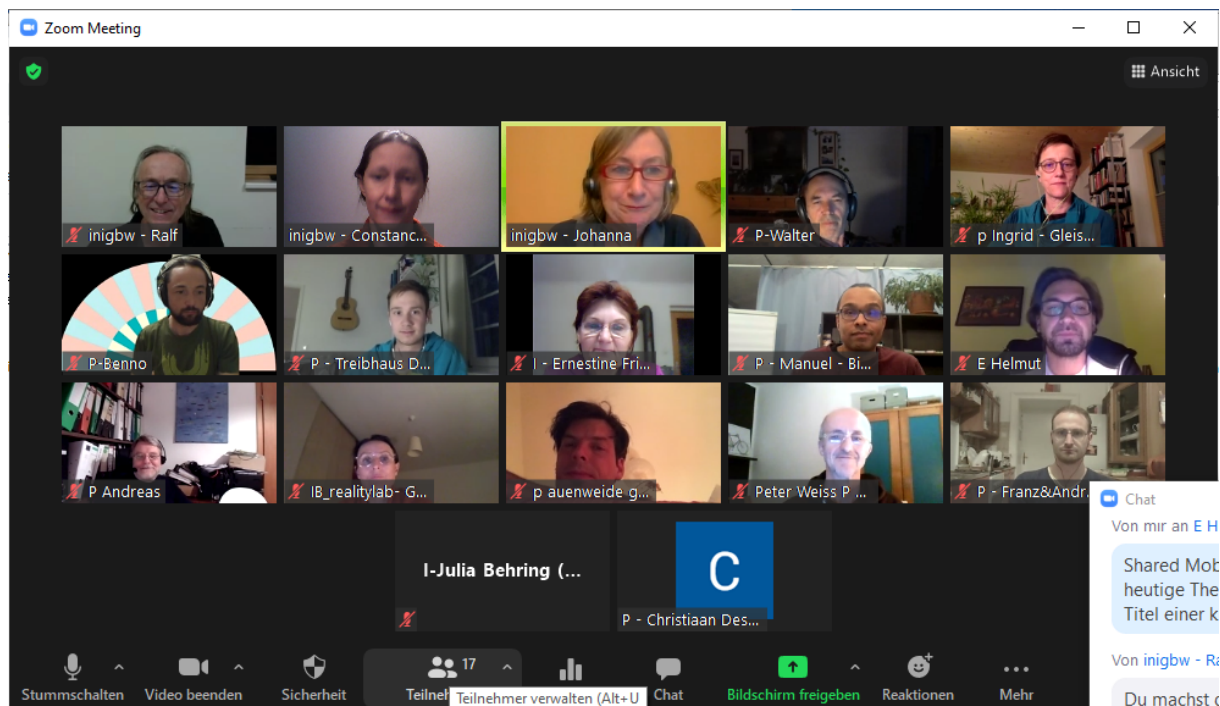 Zoom Meeting
Ansicht
inigbw - Ralf
inigbw - Constanc...
inigbw - Johanna
P-Walter
p Ingrid - Gleis...
P-Benno
P - Treibhaus D...
I - Ernestine Fri...
P - Manuel - Bi...
E Helmut
P Andreas
IB_realitylab- G...
p auenweide g...
Peter Weiss P ...
P - Franz&Andr.
I-Julia Behring (...
C
P - Christiaan Des...
Chat
Von mir an E H
Shared Mob
heutige The
Titel einer k
Von inigbw - Ra
Du machst d
17
Stummschalten
Video beenden
Sicherheit
Teilneh
Teilnehmer verwalten (Alt+U
Chat
Bildschirm freigeben
Reaktionen
Mehr